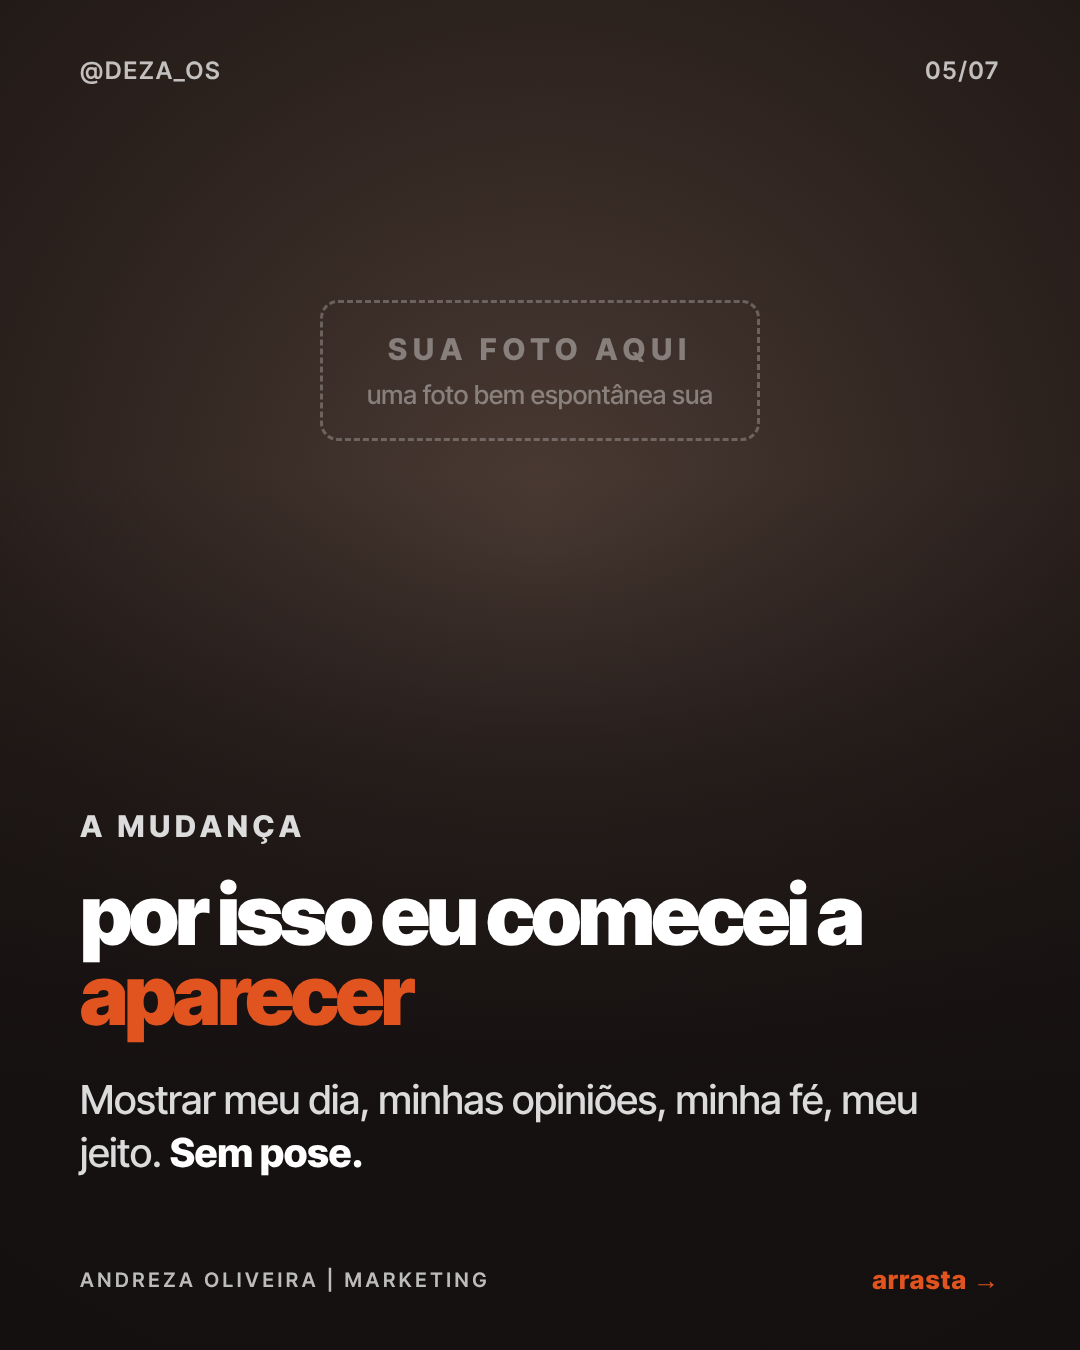 @DEZA_OS
05/07
SUA FOTO AQUI
uma foto bem espontânea sua
A MUDANÇA
por isso eu comecei a
aparecer
Mostrar meu dia, minhas opiniões, minha fé, meu
jeito. Sem pose.
ANDREZA OLIVEIRA | MARKETING
arrasta →